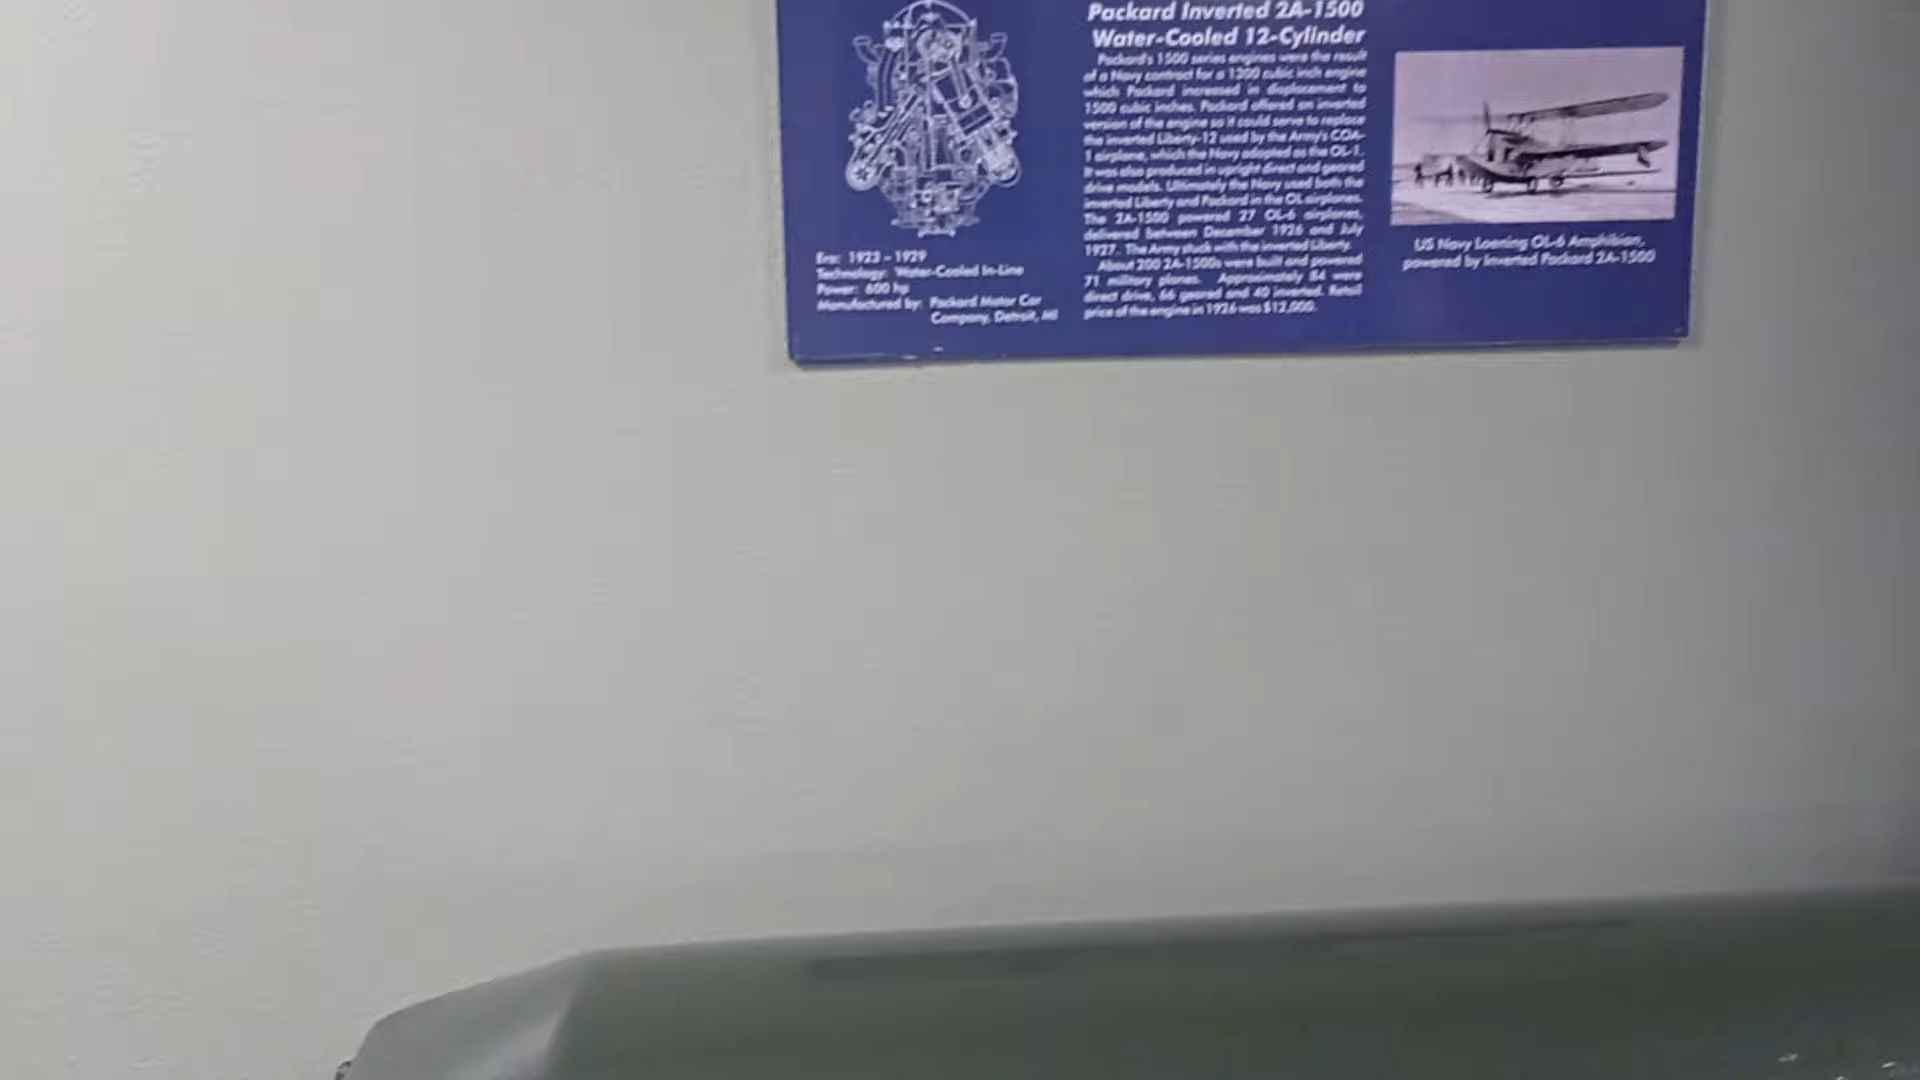 Packard Inverted 2A-1500
Water-Cooled 12-Cylinder
Packard's 1500 series engines were the result
of a Navy contract for a 1300 cubic inch engine
which Packard increased in displacement to
1500 cubic inches. Packard offered an inverted
version of the engine so it could serve to replace
the inverted Liberty-12 used by the Army's COA-
1 airplane, which the Navy adopted as the OL-1.
It was also produced in upright direct and geared
drive models. Ultimately the Navy used both the
inverted Liberty and Packard in the OL airplanes.
The 2A-1500 powered 27 OL-6 airplanes,
delivered between December 1926 and July
1927. The Army stuck with the inverted Liberty.
About 200 2A-1500s were built and powered
71 military planes. Approximately 84 were
direct drive, 66 geared and 40 inverted. Retail
price of the engine in 1926 was $12,000.
Era: 1923 - 1929
Technology: Water-Cooled In-Line
Power: 600 hp
Manufactured by: Packard Motor Car
Company, Detroit, MI
US Navy Loening OL-6 Amphibian,
powered by Inverted Packard 2A-1500